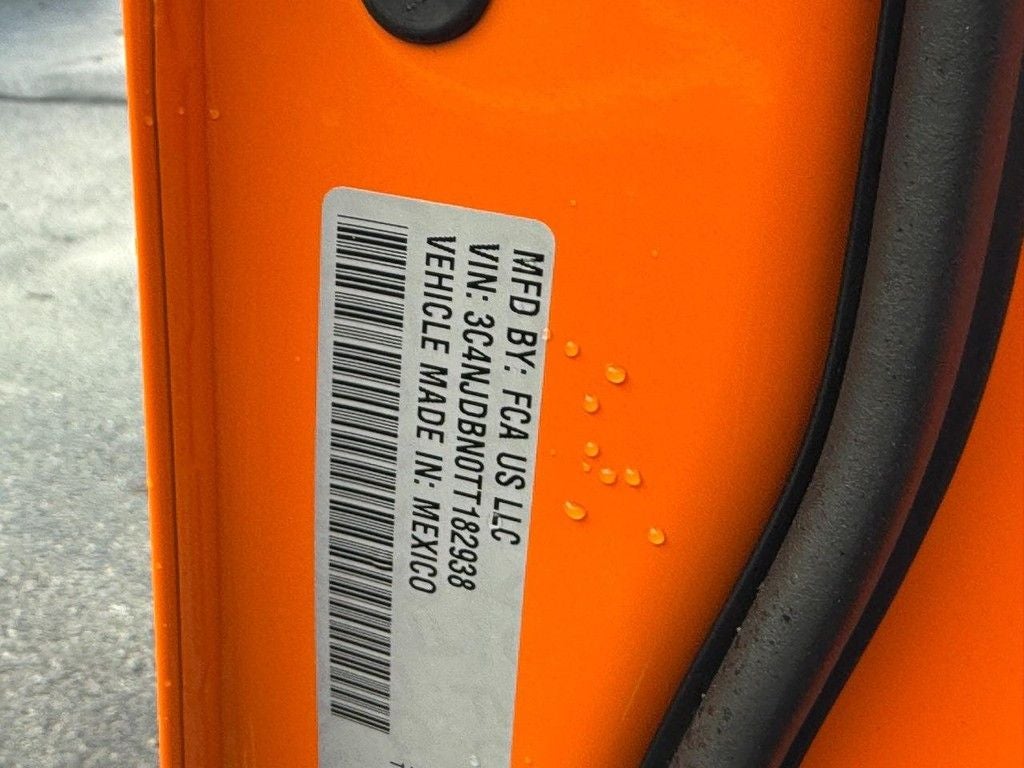 MFD BY: FCA US LLC
VIN: 3C4NJDBN0TT182938
VEHICLE MADE IN: MEXICO